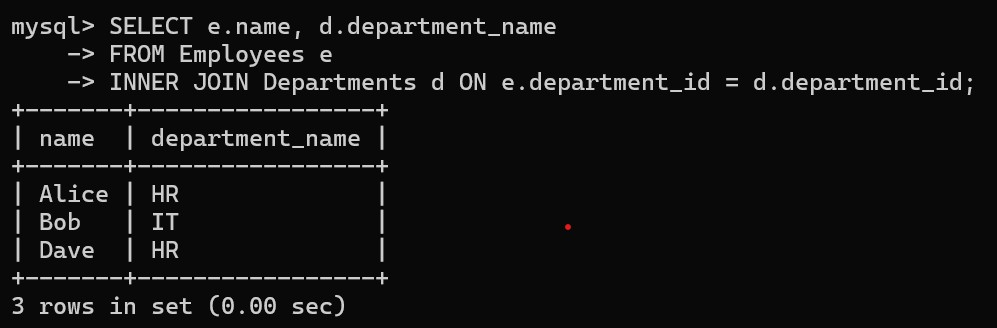 mysql> SELECT e.name, d.department_name
    -> FROM Employees e
    -> INNER JOIN Departments d ON e.department_id = d.department_id;
+-------+-----------------+
| name  | department_name |
+-------+-----------------+
| Alice | HR              |
| Bob   | IT              |
| Dave  | HR              |
+-------+-----------------+
3 rows in set (0.00 sec)